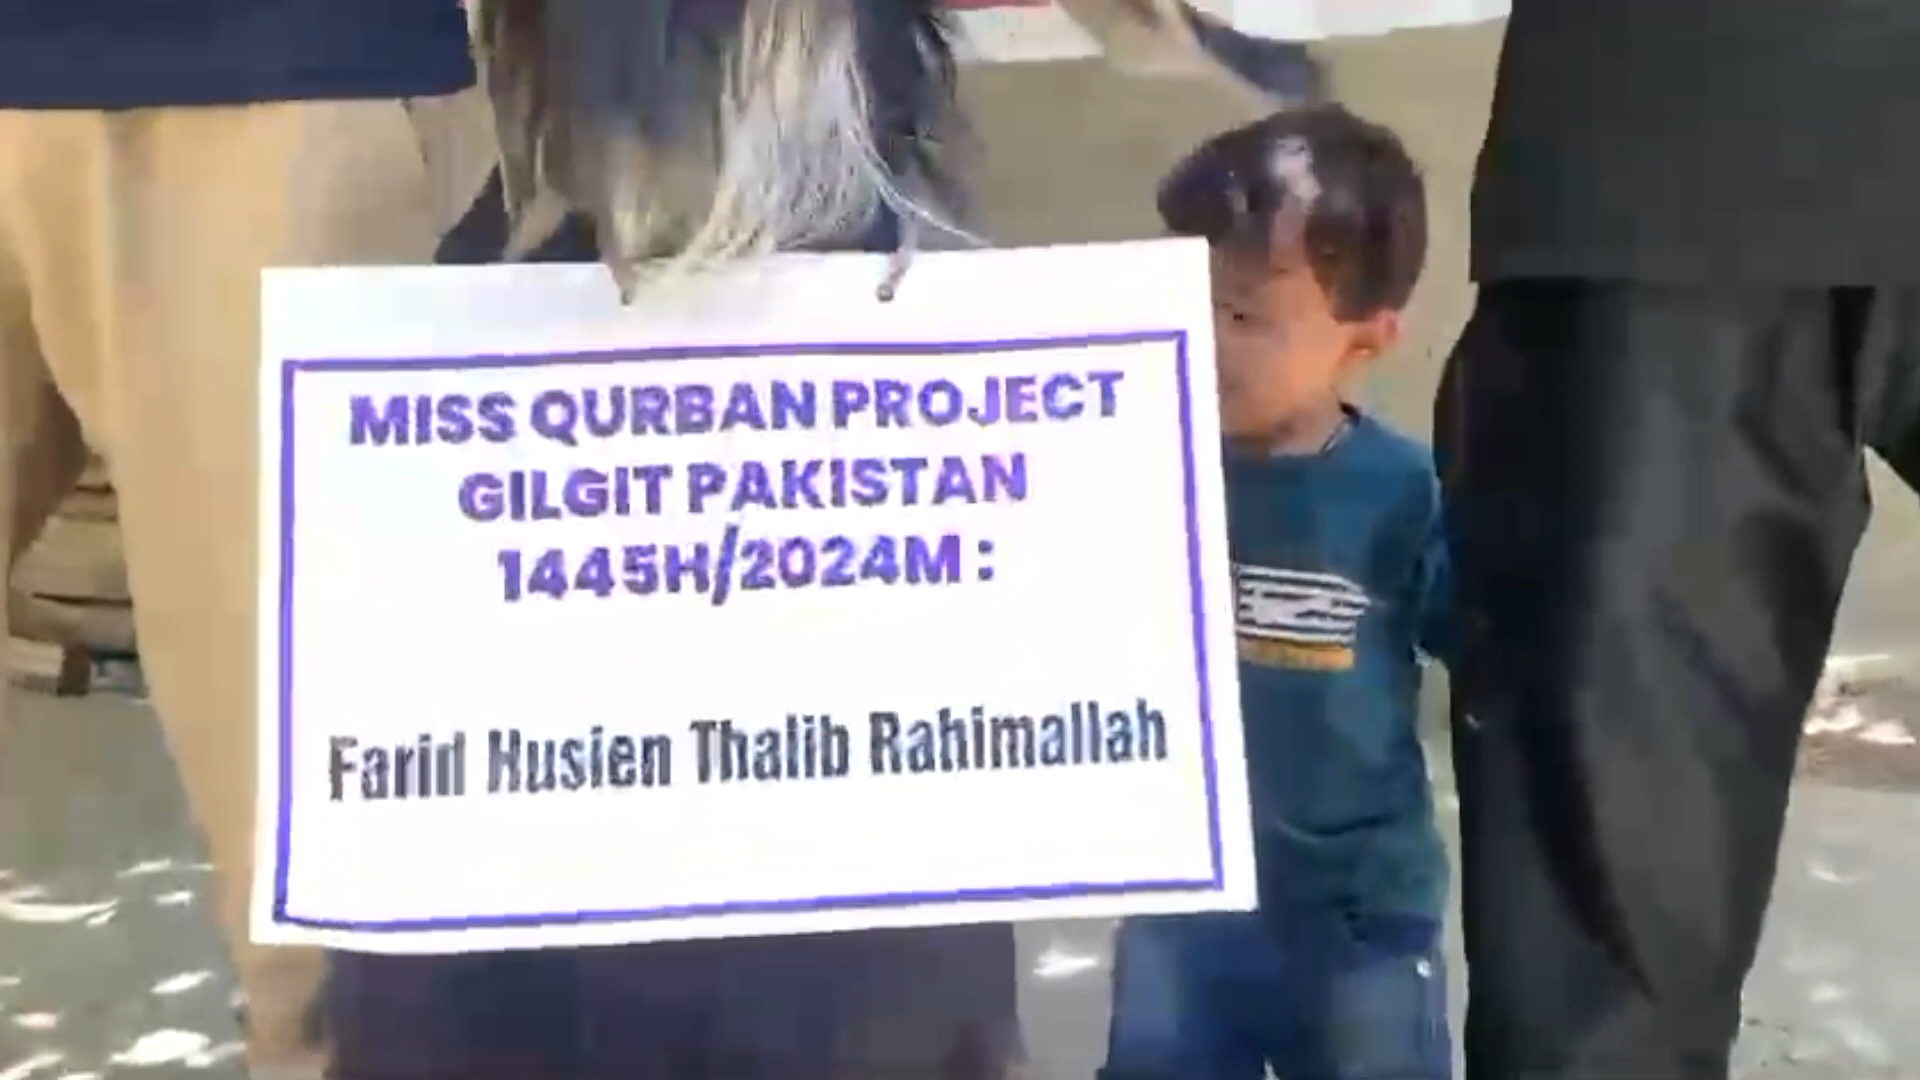 MISS QURBAN PROJECT
GILGIT PAKISTAN
1445H/2024M :
Farid Husien Thalib Rahimallah